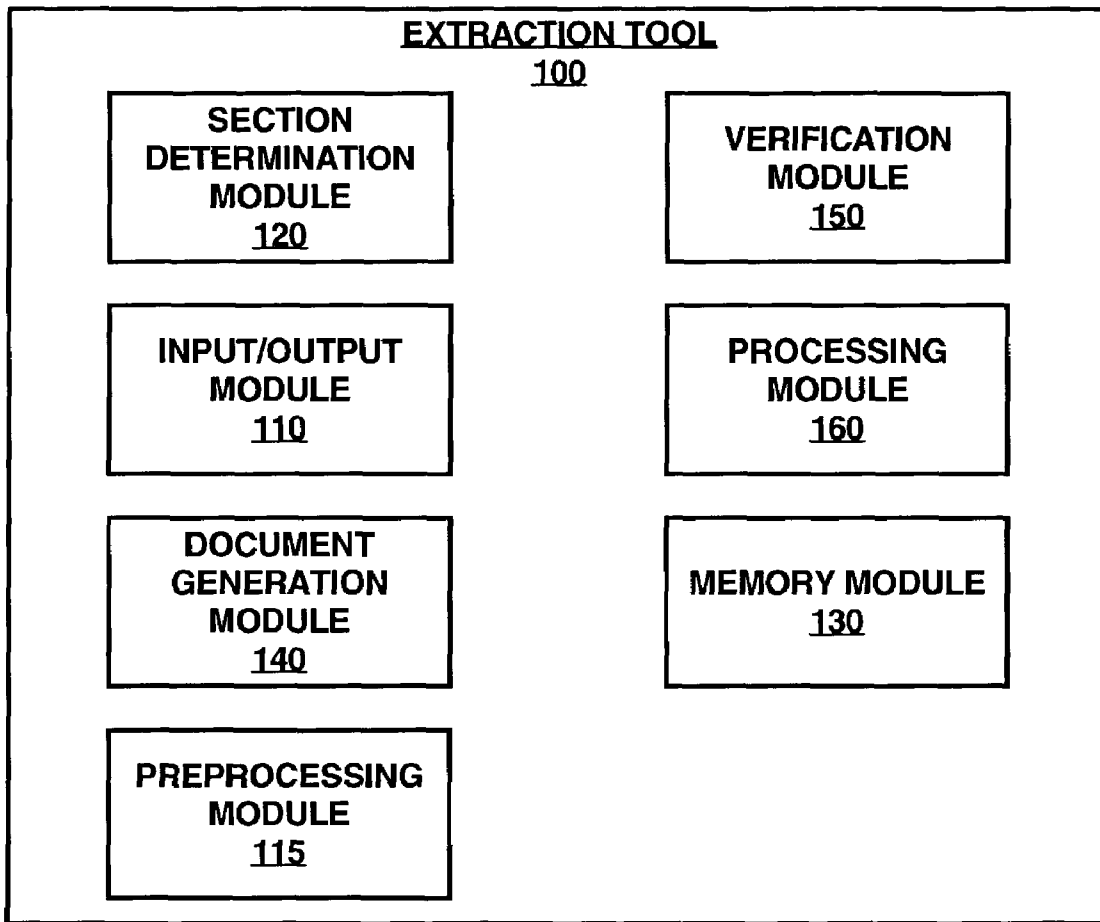 EXTRACTION TOOL
100
SECTION
DETERMINATION
MODULE
120
VERIFICATION
MODULE
150
INPUT/OUTPUT
MODULE
110
PROCESSING
MODULE
160
DOCUMENT
GENERATION
MODULE
140
MEMORY MODULE
130
PREPROCESSING
MODULE
115